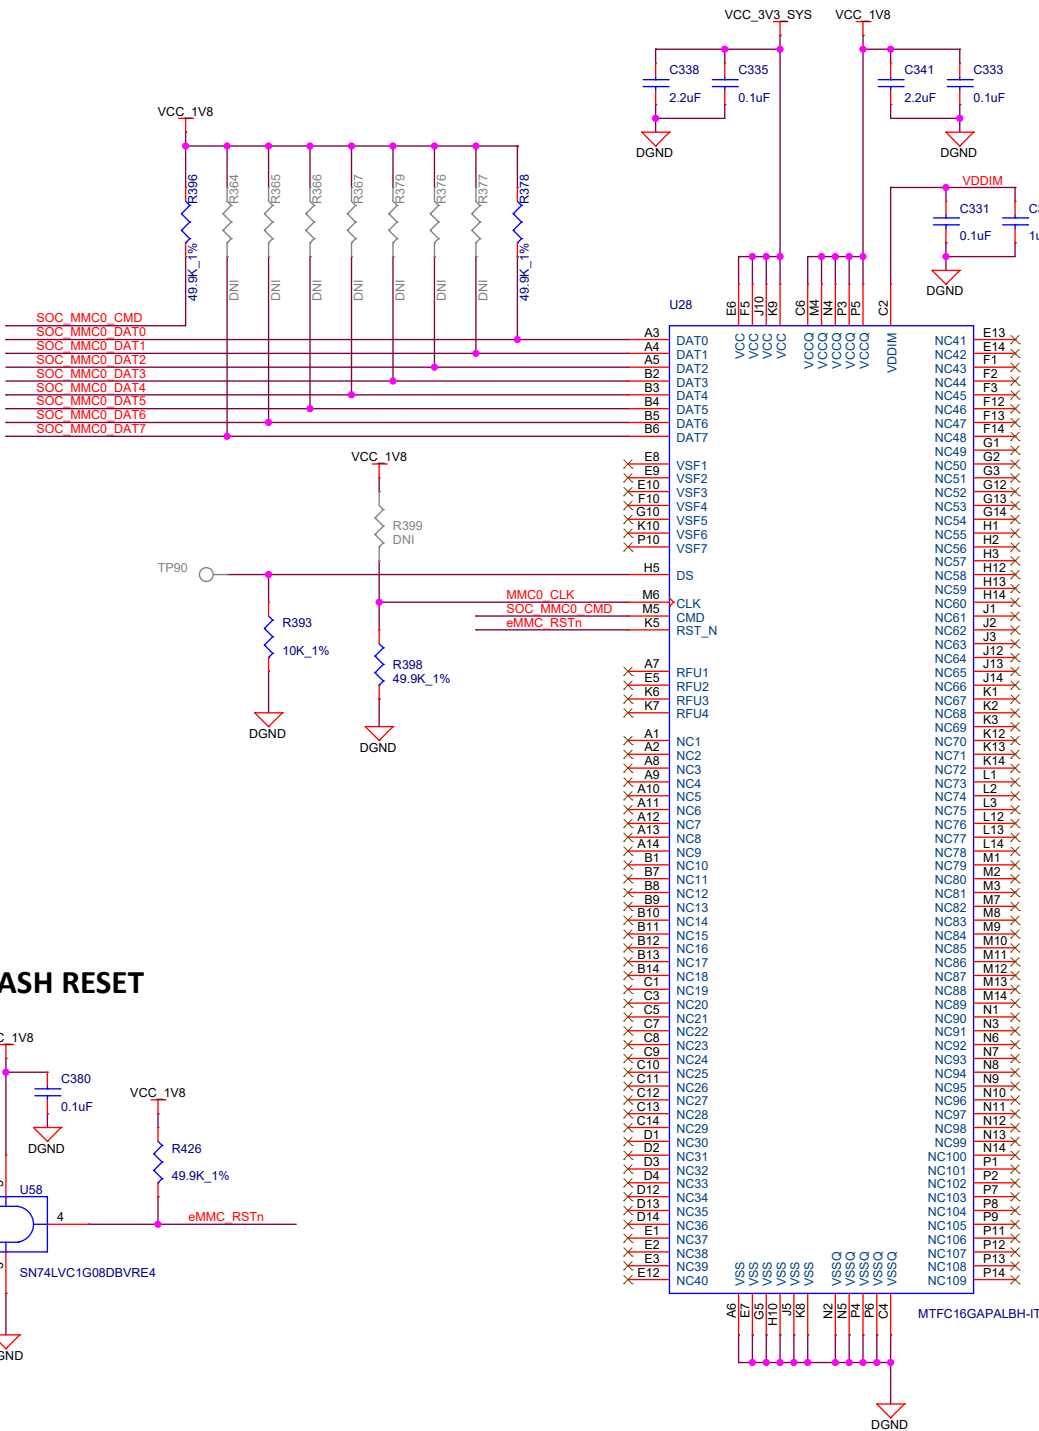 VCC_3V3_SYS VCC_1V8
C338 2.2uF
C335 0.1uF
C341 2.2uF
C333 0.1uF
DGND
DGND
VCC_1V8
R396 49.9K_1%
R364 DNI
R365 DNI
R366 DNI
R367 DNI
R379 DNI
R376 DNI
R377 DNI
R378 49.9K_1%
VDDIM
C331 0.1uF
DGND
U28
E6 VCC
F5 VCC
J10 VCC
K9 VCC
C6 VCCQ
M4 VCCQ
N4 VCCQ
P3 VCCQ
P5 VCCQ
C2 VDDIM
SOC_MMC0_CMD
SOC_MMC0_DAT0 A3 DAT0
SOC_MMC0_DAT1 A4 DAT1
SOC_MMC0_DAT2 A5 DAT2
SOC_MMC0_DAT3 B2 DAT3
SOC_MMC0_DAT4 B3 DAT4
SOC_MMC0_DAT5 B4 DAT5
SOC_MMC0_DAT6 B5 DAT6
SOC_MMC0_DAT7 B6 DAT7
E8 VSF1
E9 VSF2
E10 VSF3
F10 VSF4
G10 VSF5
K10 VSF6
P10 VSF7
VCC_1V8
R399
DNI
TP90 H5 DS
MMC0_CLK M6 CLK
SOC_MMC0_CMD M5 CMD
eMMC_RSTn K5 RST_N
R393
10K_1%
DGND
R398
49.9K_1%
DGND
A7 RFU1
E5 RFU2
K6 RFU3
K7 RFU4
A1 NC1
A2 NC2
A8 NC3
A9 NC4
A10 NC5
A11 NC6
A12 NC7
A13 NC8
A14 NC9
B1 NC10
B7 NC11
B8 NC12
B9 NC13
B10 NC14
B11 NC15
B12 NC16
B13 NC17
B14 NC18
C1 NC19
C3 NC20
C5 NC21
C7 NC22
C8 NC23
C9 NC24
C10 NC25
C11 NC26
C12 NC27
C13 NC28
C14 NC29
D1 NC30
D2 NC31
D3 NC32
D4 NC33
D12 NC34
D13 NC35
D14 NC36
E1 NC37
E2 NC38
E3 NC39
E12 NC40
NC41 E13
NC42 E14
NC43 F1
NC44 F2
NC45 F3
NC46 F12
NC47 F13
NC48 F14
NC49 G1
NC50 G2
NC51 G3
NC52 G12
NC53 G13
NC54 G14
NC55 H1
NC56 H2
NC57 H3
NC58 H12
NC59 H13
NC60 H14
NC61 J1
NC62 J2
NC63 J3
NC64 J12
NC65 J13
NC66 J14
NC67 K1
NC68 K2
NC69 K3
NC70 K12
NC71 K13
NC72 K14
NC73 L1
NC74 L2
NC75 L3
NC76 L12
NC77 L13
NC78 L14
NC79 M1
NC80 M2
NC81 M3
NC82 M7
NC83 M8
NC84 M9
NC85 M10
NC86 M11
NC87 M12
NC88 M13
NC89 M14
NC90 N1
NC91 N3
NC92 N6
NC93 N7
NC94 N8
NC95 N9
NC96 N10
NC97 N11
NC98 N12
NC99 N13
NC100 N14
NC101 P1
NC102 P2
NC103 P7
NC104 P8
NC105 P9
NC106 P11
NC107 P12
NC108 P13
NC109 P14
A6 VSS
E7 VSS
G5 VSS
H10 VSS
J5 VSS
K8 VSS
N2 VSSQ
N5 VSSQ
P4 VSSQ
P6 VSSQ
C4 VSSQ
MTFC16GAPALBH-IT
DGND
ASH RESET
C_1V8
C380
0.1uF
DGND
VCC_1V8
R426
49.9K_1%
U58
4 eMMC_RSTn
SN74LVC1G08DBVRE4
GND